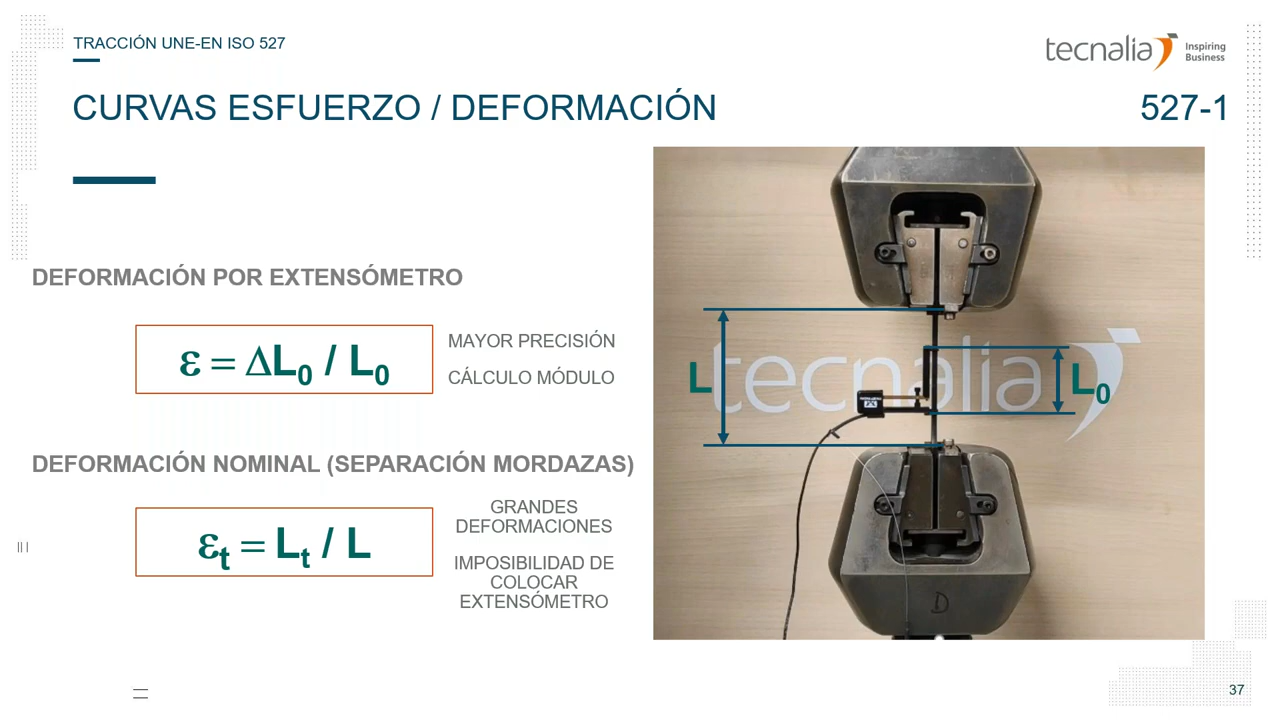 TRACCIÓN UNE-EN ISO 527
tecnalia Inspiring
Business
CURVAS ESFUERZO / DEFORMACIÓN
527-1
DEFORMACIÓN POR EXTENSÓMETRO
ε = ΔL₀ / L₀
MAYOR PRECISIÓN
CÁLCULO MÓDULO
DEFORMACIÓN NOMINAL (SEPARACIÓN MORDAZAS)
εt = Lt / L
GRANDES
DEFORMACIONES
IMPOSIBILIDAD DE
COLOCAR
EXTENSÓMETRO
tecnalia
L
L₀
D
37